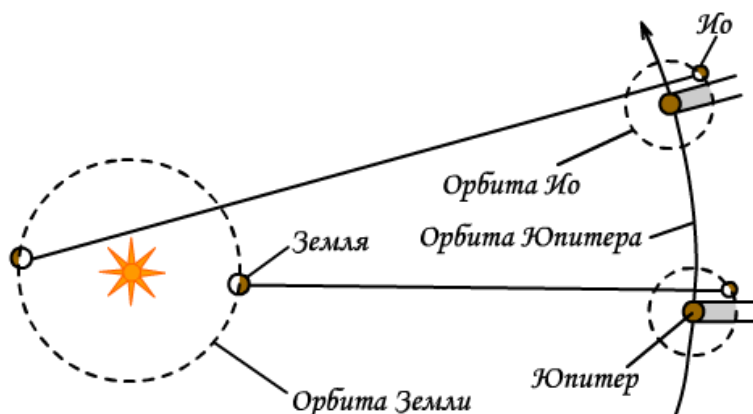 Ио
Орбита Ио
Орбита Юпитера
Земля
Юпитер
Орбита Земли